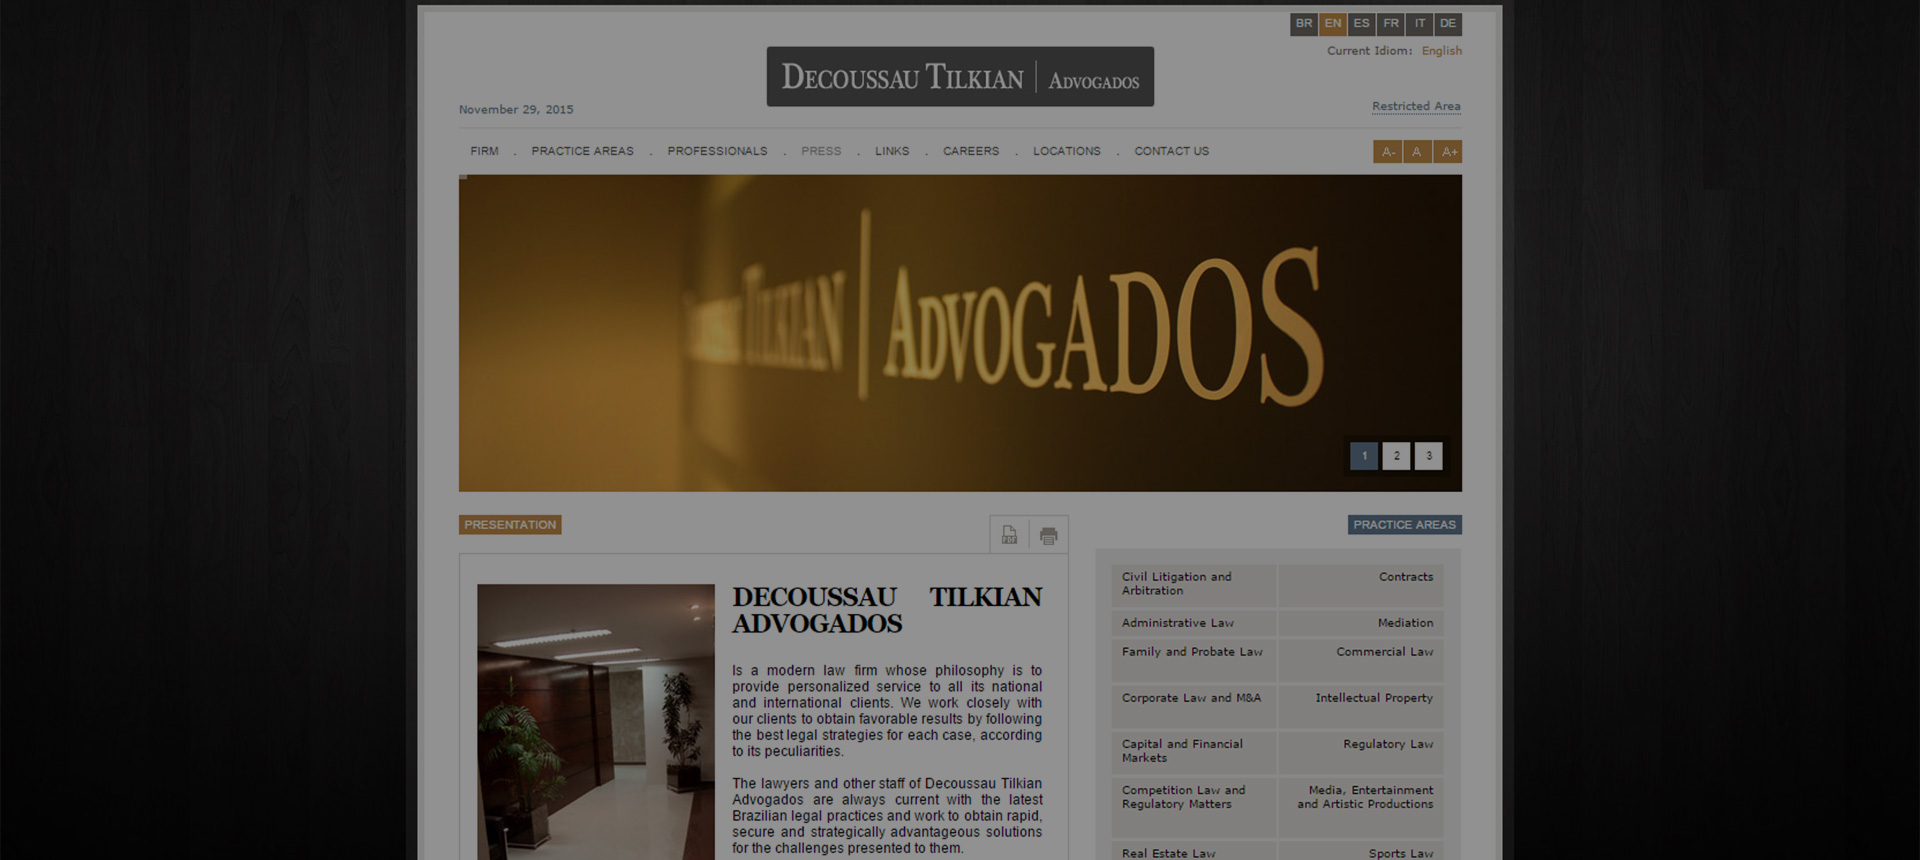 BR EN ES FR IT DE
Current Idiom: English
DECOUSSAU TILKIAN | ADVOGADOS
November 29, 2015
Restricted Area
FIRM . PRACTICE AREAS . PROFESSIONALS . PRESS . LINKS . CAREERS . LOCATIONS . CONTACT US
A- A A+
TILKIAN | ADVOGADOS
1 2 3
PRESENTATION
PDF
PRACTICE AREAS
DECOUSSAU TILKIAN
ADVOGADOS
Is a modern law firm whose philosophy is to
provide personalized service to all its national
and international clients. We work closely with
our clients to obtain favorable results by following
the best legal strategies for each case, according
to its peculiarities.
The lawyers and other staff of Decoussau Tilkian
Advogados are always current with the latest
Brazilian legal practices and work to obtain rapid,
secure and strategically advantageous solutions
for the challenges presented to them.
Civil Litigation and
Arbitration
Contracts
Administrative Law
Mediation
Family and Probate Law
Commercial Law
Corporate Law and M&A
Intellectual Property
Capital and Financial
Markets
Regulatory Law
Competition Law and
Regulatory Matters
Media, Entertainment
and Artistic Productions
Real Estate Law
Sports Law